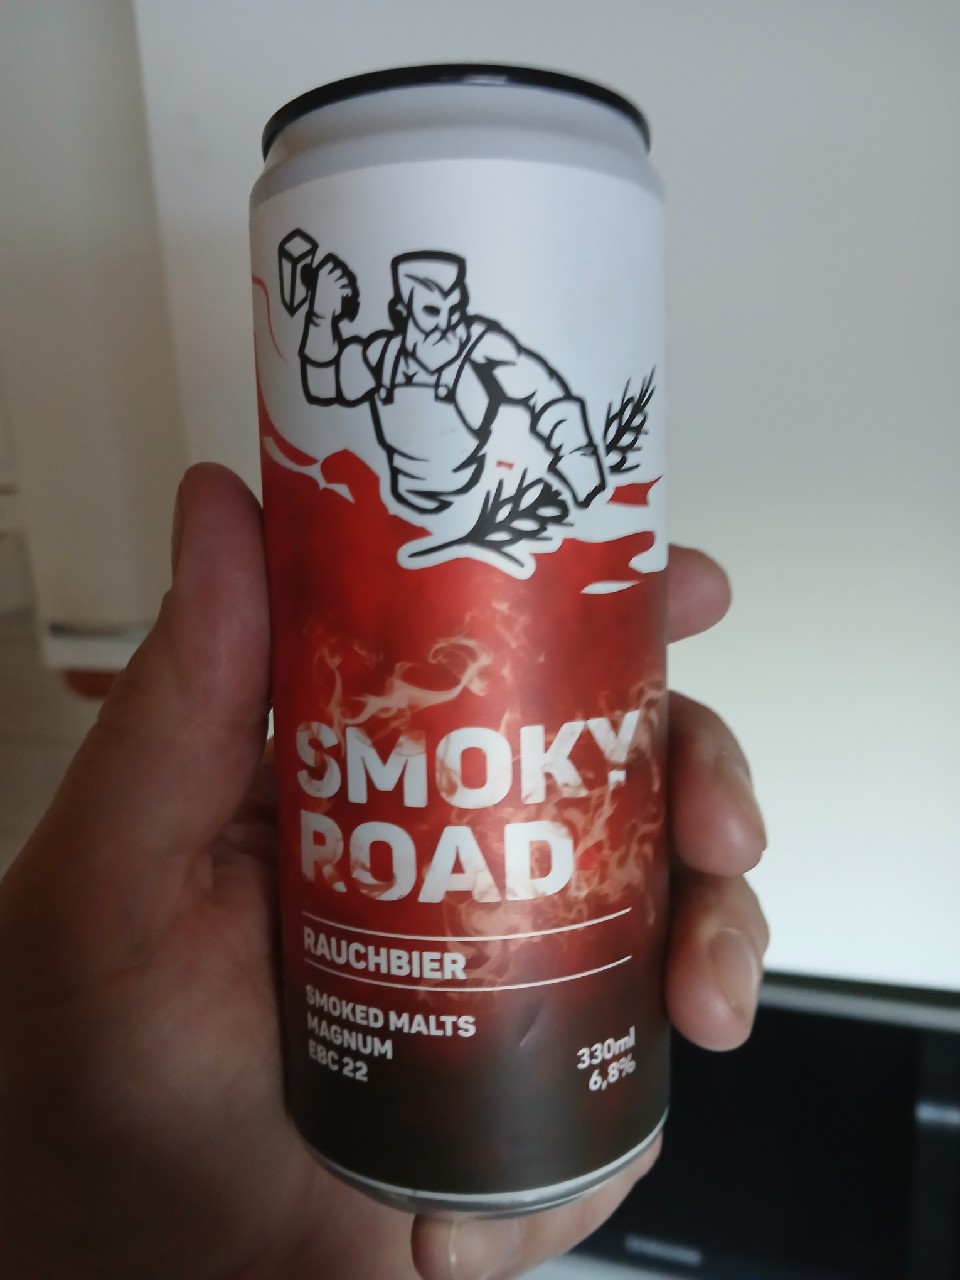 SMOKY
ROAD
RAUCHBIER
SMOKED MALTS
MAGNUM
EBC 22
330ml
6,8%